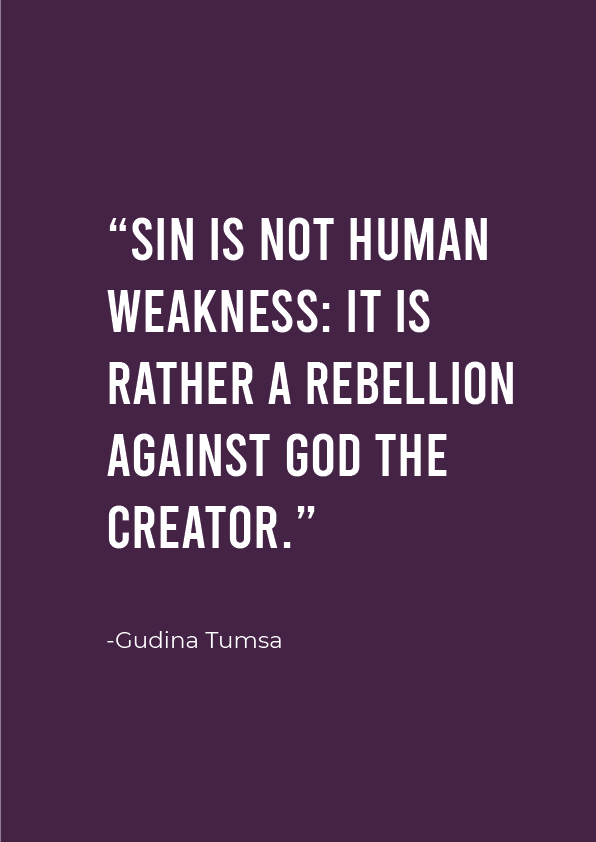 “SIN IS NOT HUMAN
WEAKNESS: IT IS
RATHER A REBELLION
AGAINST GOD THE
CREATOR.”
-Gudina Tumsa